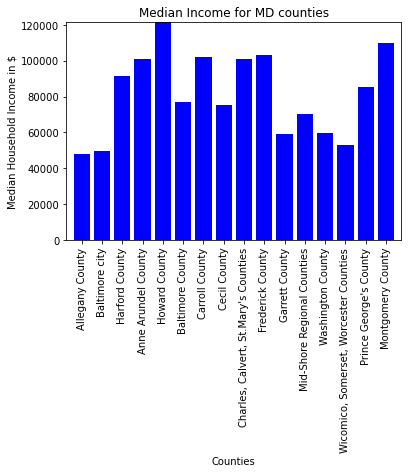 Median Income for MD counties
Median Household Income in $
120000
100000
80000
60000
40000
20000
0
Allegany County
Baltimore city
Harford County
Anne Arundel County
Howard County
Baltimore County
Carroll County
Cecil County
Charles, Calvert, St.Mary's Counties
Frederick County
Garrett County
Mid-Shore Regional Counties
Washington County
Wicomico, Somerset, Worcester Counties
Prince George's County
Montgomery County
Counties